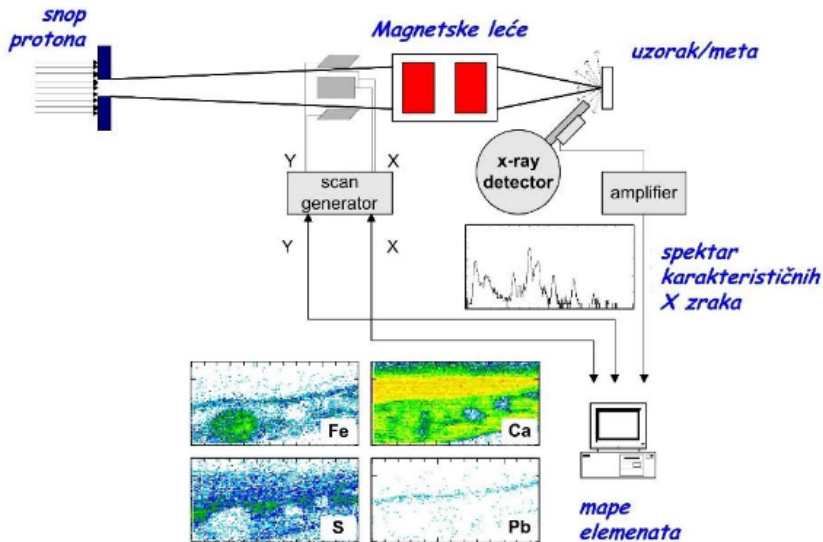 snop
protona
Magnetske leće
uzorak/meta
Y X
scan
generator
x-ray
detector
amplifier
Y X
spektar
karakterističnih
X zraka
Fe
Ca
S
Pb
mape
elemenata